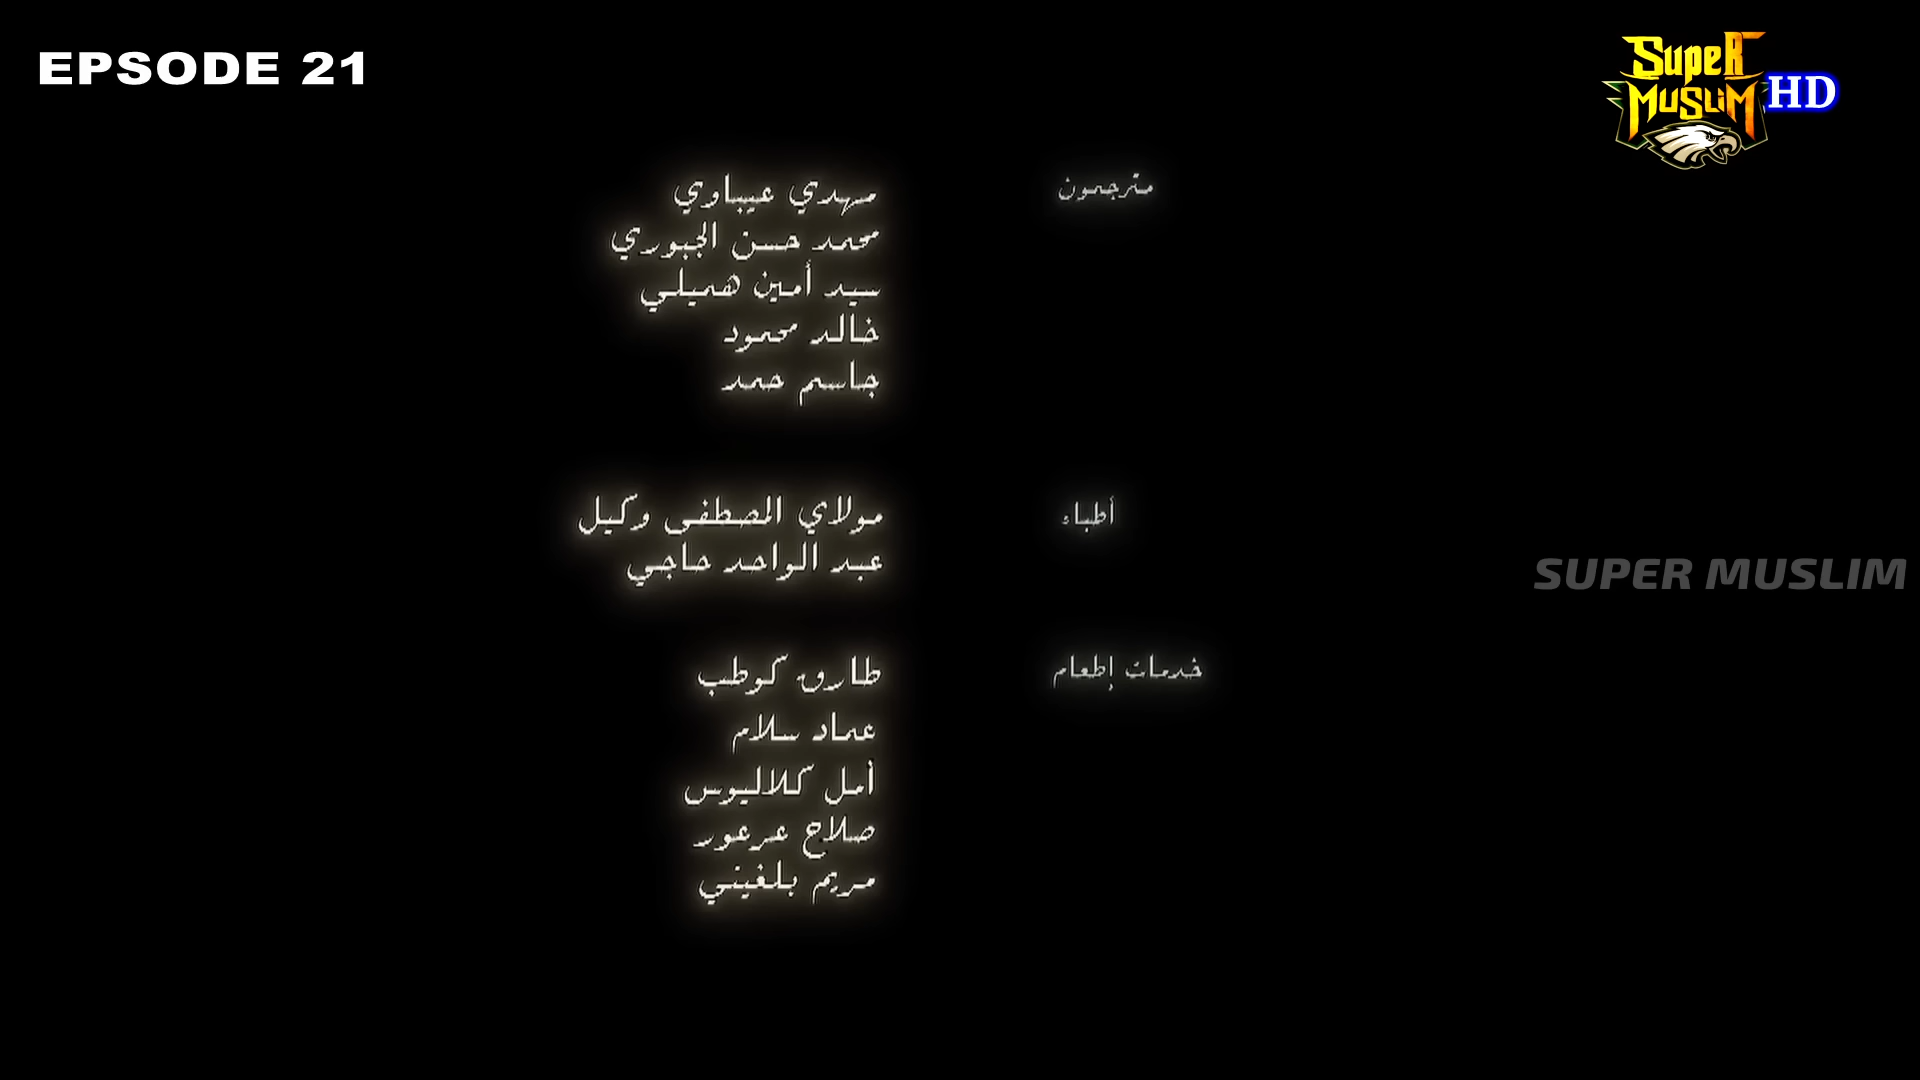 EPSODE 21
SUPER MUSLIM HD
مترجمون
مهدي عيباوي
محمد حسن الجبوري
سيد أمين هميلي
خالد محمود
جاسم حمد
أطباء
مولاي المصطفى وكيل
عبد الواحد حاجي
SUPER MUSLIM
خدمات إطعام
طارق كوطب
عماد سلام
أمل كلاليوس
صلاح عرعور
مريم بلغيني